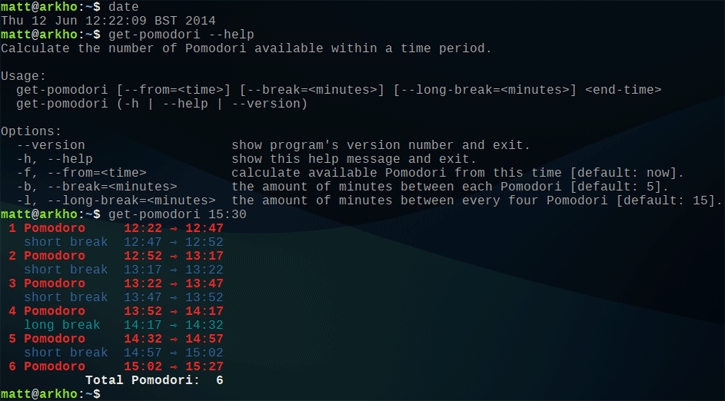 matt@arkho:~$ date
Thu 12 Jun 12:22:09 BST 2014
matt@arkho:~$ get-pomodori --help
Calculate the number of Pomodori available within a time period.

Usage:
  get-pomodori [--from=<time>] [--break=<minutes>] [--long-break=<minutes>] <end-time>
  get-pomodori (-h | --help | --version)

Options:
  --version                   show program's version number and exit.
  -h, --help                  show this help message and exit.
  -f, --from=<time>           calculate available Pomodori from this time [default: now].
  -b, --break=<minutes>       the amount of minutes between each Pomodori [default: 5].
  -l, --long-break=<minutes>  the amount of minutes between every four Pomodori [default: 15].
matt@arkho:~$ get-pomodori 15:30
 1 Pomodoro     12:22 → 12:47
   short break  12:47 → 12:52
 2 Pomodoro     12:52 → 13:17
   short break  13:17 → 13:22
 3 Pomodoro     13:22 → 13:47
   short break  13:47 → 13:52
 4 Pomodoro     13:52 → 14:17
   long break   14:17 → 14:32
 5 Pomodoro     14:32 → 14:57
   short break  14:57 → 15:02
 6 Pomodoro     15:02 → 15:27
           Total Pomodori:  6
matt@arkho:~$